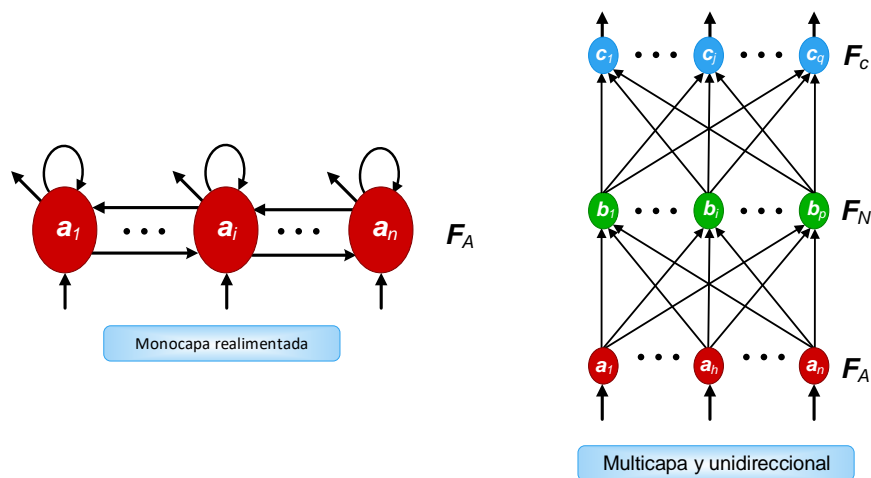 a1 • • • ai • • • an FA
Monocapa realimentada
c1 • • • cj • • • cq Fc
b1 • • • bi • • • bp FN
a1 • • • ah • • • an FA
Multicapa y unidireccional